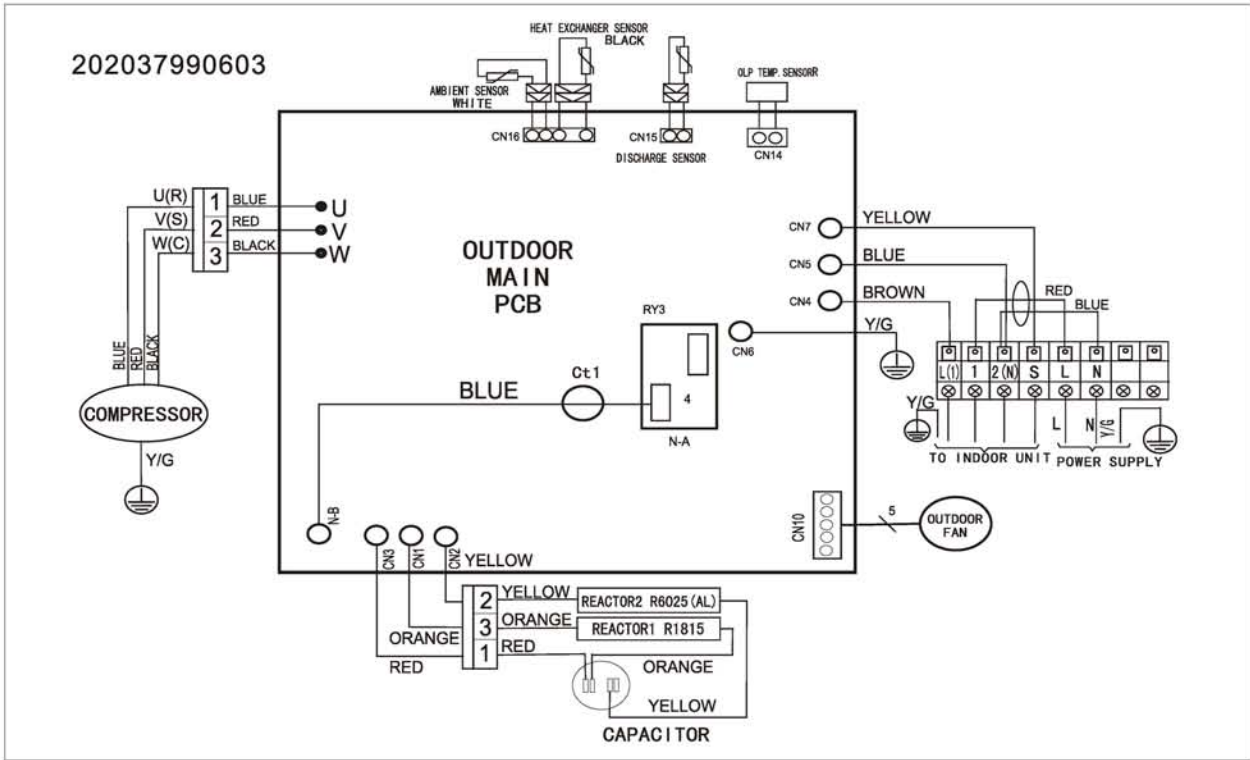 HEAT EXCHANGER SENSOR
BLACK
202037990603
OLP TEMP.SENSORR
AMBIENT SENSOR
WHITE
CN16
CN15
CN14
DISCHARGE SENSOR
U(R)
1
BLUE
U
V(S)
2
RED
V
W(C)
3
BLACK
W
CN7
YELLOW
OUTDOOR
MAIN
PCB
CN5
BLUE
CN4
BROWN
RED
BLUE
RY3
CN6
Y/G
BLUE
RED
BLACK
L(1)
1
2(N)
S
L
N
Ct1
BLUE
4
N-A
COMPRESSOR
Y/G
L
N
Y/G
TO INDOOR UNIT
POWER SUPPLY
Y/G
N-B
CN3
CN1
CN2
YELLOW
CN10
5
OUTDOOR
FAN
2
YELLOW
REACTOR2 R6025(AL)
ORANGE
3
ORANGE
REACTOR1 R1815
RED
1
RED
ORANGE
YELLOW
CAPACITOR